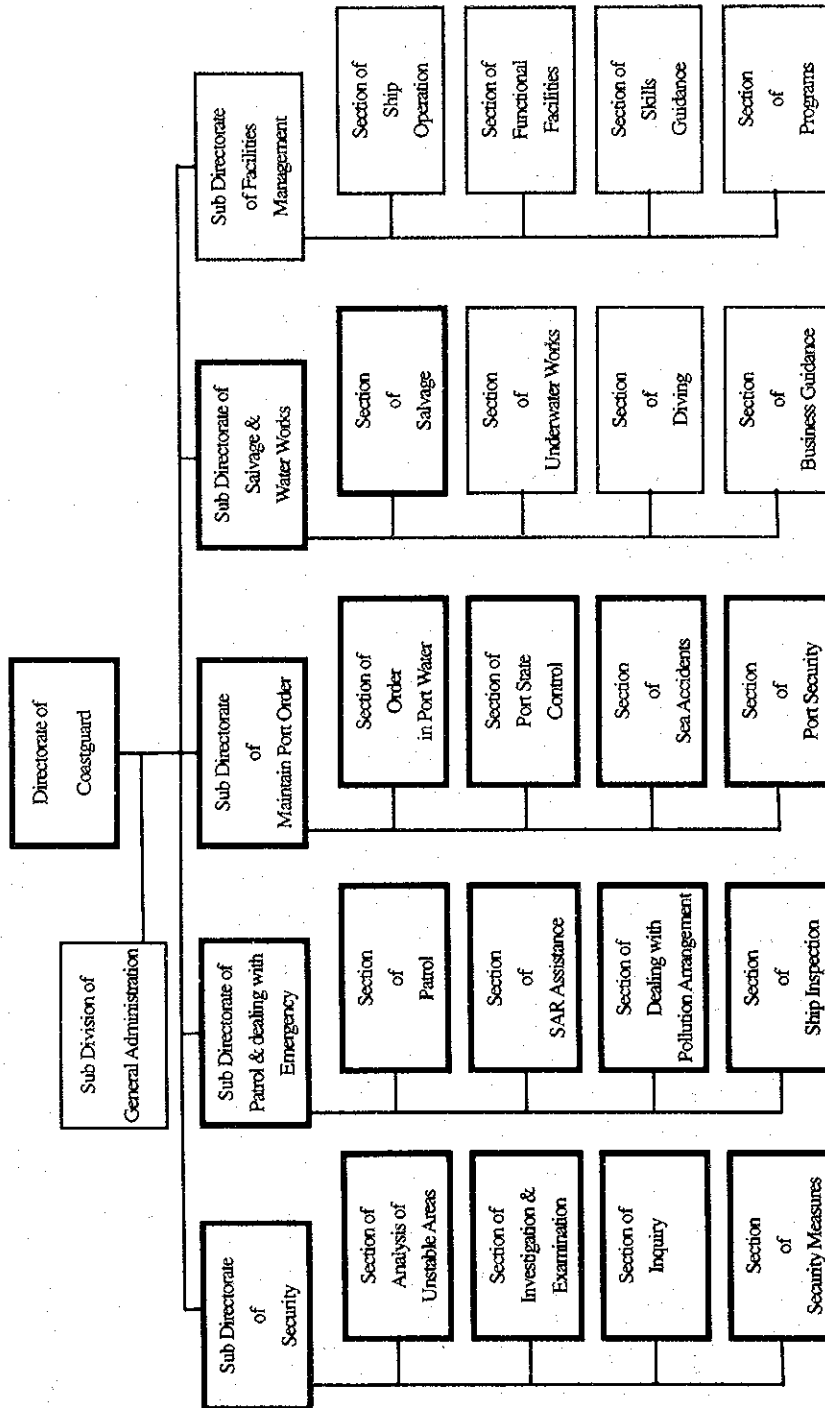 Directorate of
Coastguard
Sub Division of
General Administration
Sub Directorate
of
Security
Sub Directorate of
Patrol & dealing with
Emergency
Sub Directorate
of
Maintain Port Order
Sub Directorate of
Salvage &
Water Works
Sub Directorate
of Facilities
Management
Section of
Analysis of
Unstable Areas
Section of
Investigation &
Examination
Section of
Inquiry
Section
of
Security Measures
Section
of
Patrol
Section
of
SAR Assistance
Section of
Dealing with
Pollution Arrangement
Section
of
Ship Inspection
Section of
Order
in Port Water
Section of
Port State
Control
Section
of
Sea Accidents
Section
of
Port Security
Section
of
Salvage
Section
of
Underwater Works
Section
of
Diving
Section
of
Business Guidance
Section of
Ship
Operation
Section of
Functional
Facilities
Section of
Skills
Guidance
Section
of
Programs